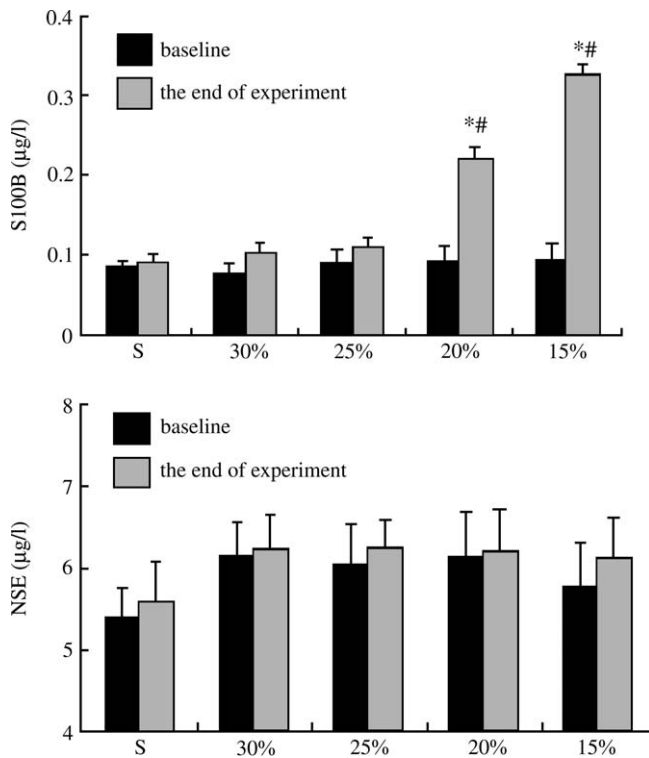 0.4
baseline
the end of experiment
*#
0.3
*#
S100B (μg/l)
0.2
0.1
0
S 30% 25% 20% 15%
8
baseline
the end of experiment
7
NSE (μg/l)
6
5
4
S 30% 25% 20% 15%